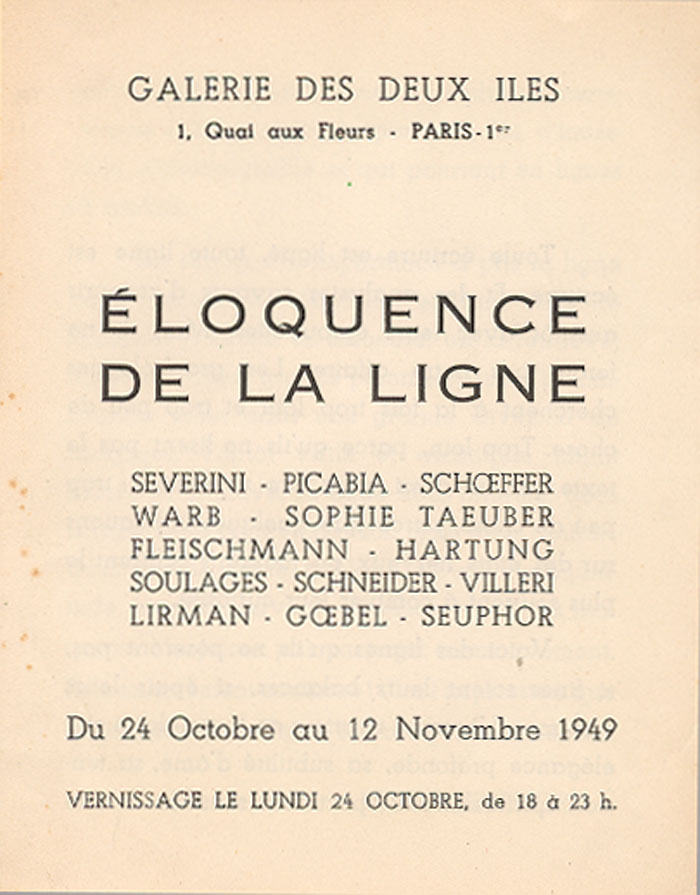 GALERIE DES DEUX ILES
1, Quai aux Fleurs - PARIS-1er
ÉLOQUENCE
DE LA LIGNE
SEVERINI - PICABIA - SCHŒFFER
WARB - SOPHIE TAEUBER
FLEISCHMANN - HARTUNG
SOULAGES - SCHNEIDER - VILLERI
LIRMAN - GŒBEL - SEUPHOR
Du 24 Octobre au 12 Novembre 1949
VERNISSAGE LE LUNDI 24 OCTOBRE, de 18 à 23 h.